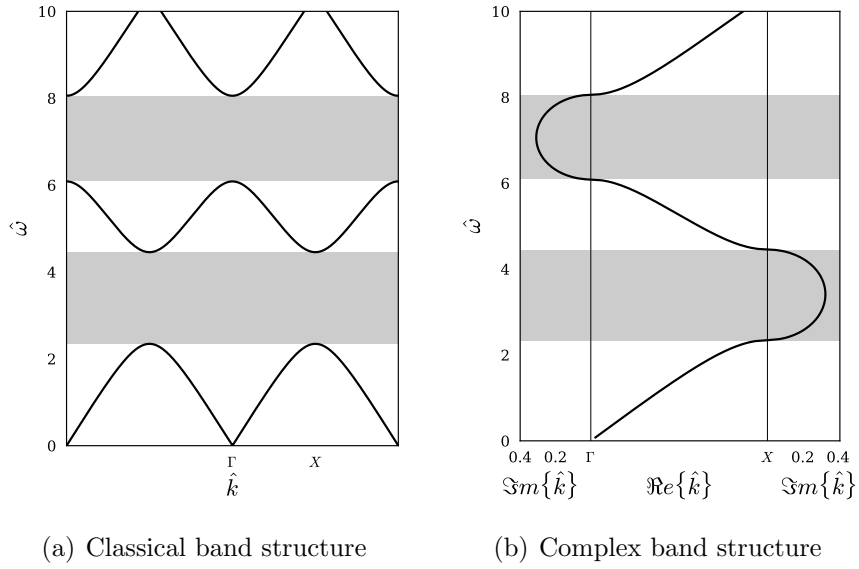 10
8
6
4
2
0
ω̂
Γ
X
k̂
(a) Classical band structure
10
8
6
4
2
0
ω̂
0.4 0.2 Γ X 0.2 0.4
ℑm{k̂} ℜe{k̂} ℑm{k̂}
(b) Complex band structure